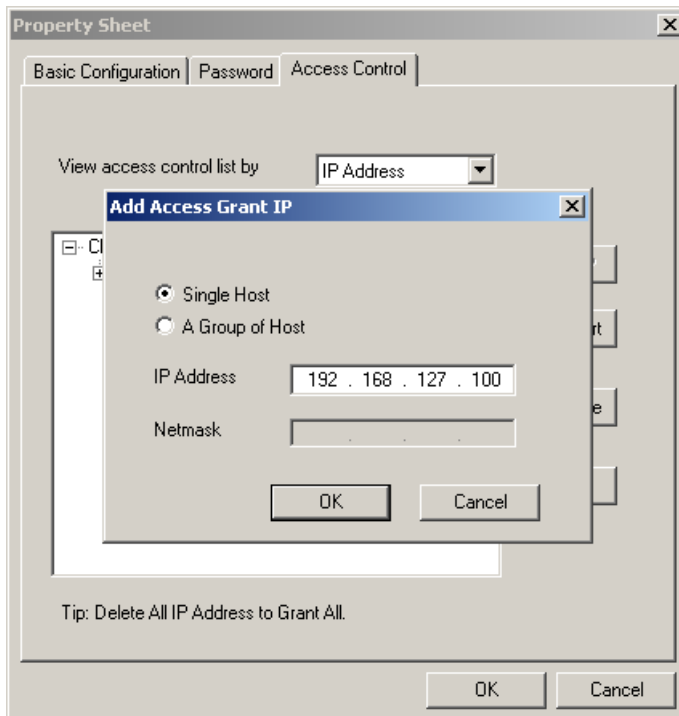 Property Sheet
Basic Configuration Password Access Control
View access control list by IP Address
Add Access Grant IP
Single Host
A Group of Host
IP Address 192 . 168 . 127 . 100
Netmask . . .
OK Cancel
Tip: Delete All IP Address to Grant All.
OK Cancel